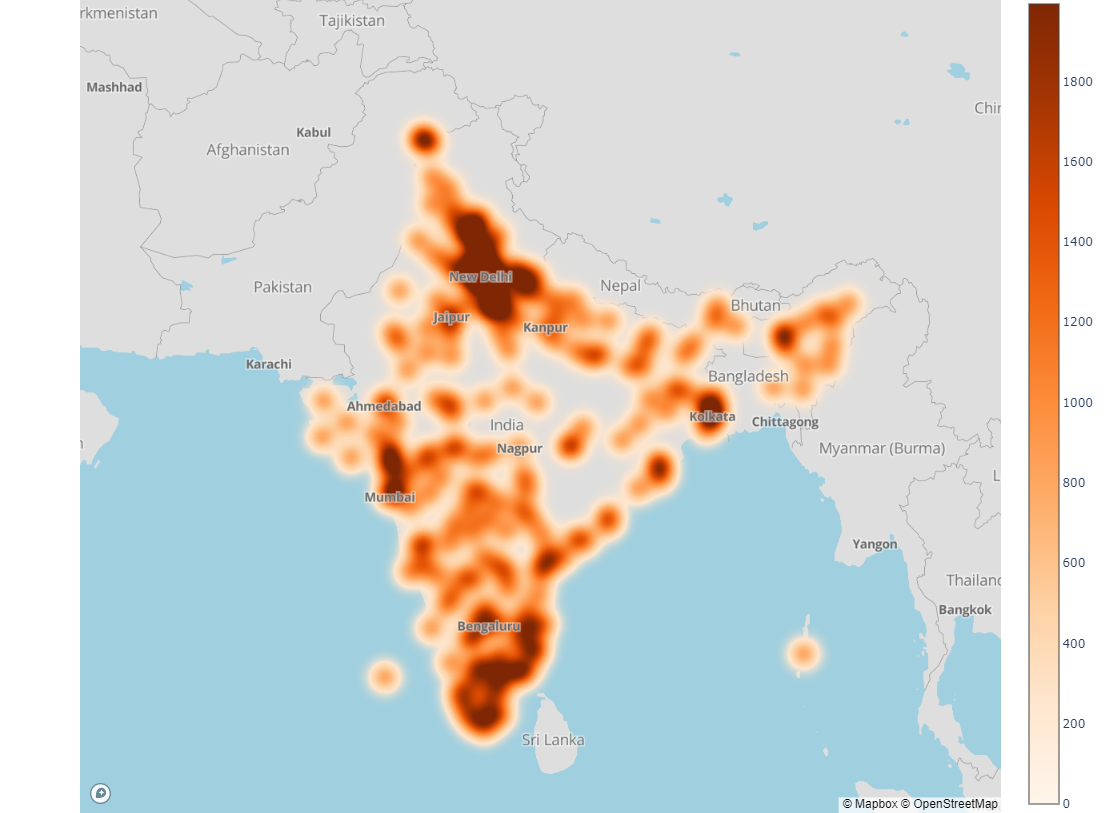 rkmenistan
Tajikistan
Mashhad
Kabul
Afghanistan
Chir
Pakistan
New Delhi
Nepal
Bhutan
Jaipur
Kanpur
Karachi
Bangladesh
Ahmedabad
Kolkata
Chittagong
India
Nagpur
Myanmar (Burma)
L
Mumbai
Yangon
Thailand
Bangkok
Bengaluru
Sri Lanka
© Mapbox © OpenStreetMap
1800
1600
1400
1200
1000
800
600
400
200
0